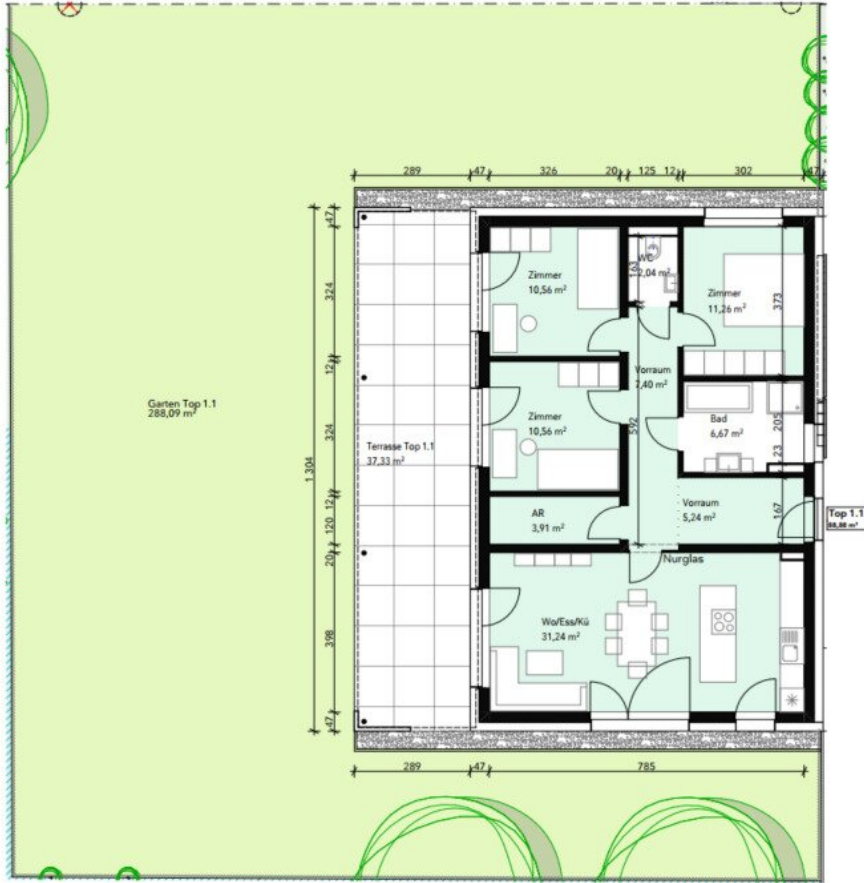 289 47 326 20 125 12 302 47
47
324
12
324
12
120
20
398
47
1 304
Zimmer
10,56 m²
WC
2,04 m²
163
Zimmer
11,26 m²
373
Vorraum
7,40 m²
592
Zimmer
10,56 m²
Bad
6,67 m²
205
23
Garten Top 1.1
288,09 m²
Terrasse Top 1.1
37,33 m²
AR
3,91 m²
Vorraum
5,24 m²
167
Top 1.1
88,88 m²
Nurglas
Wo/Ess/Kü
31,24 m²
289 47 785